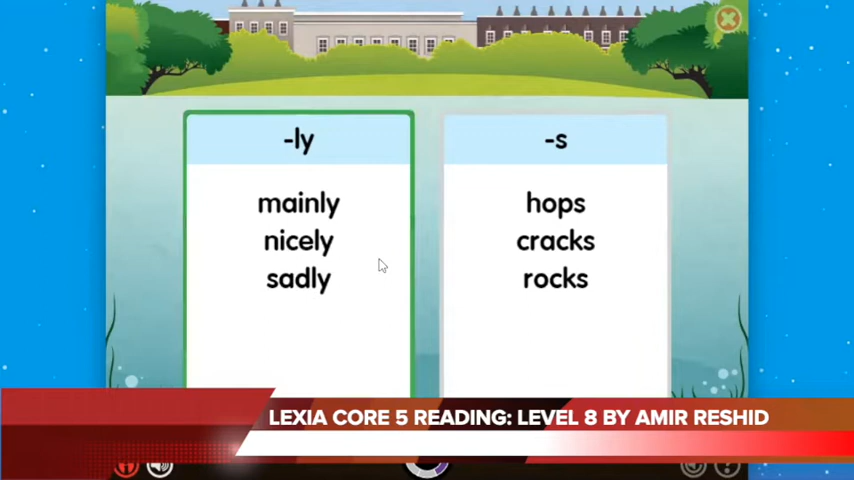 -ly
mainly
nicely
sadly
-s
hops
cracks
rocks
LEXIA CORE 5 READING: LEVEL 8 BY AMIR RESHID